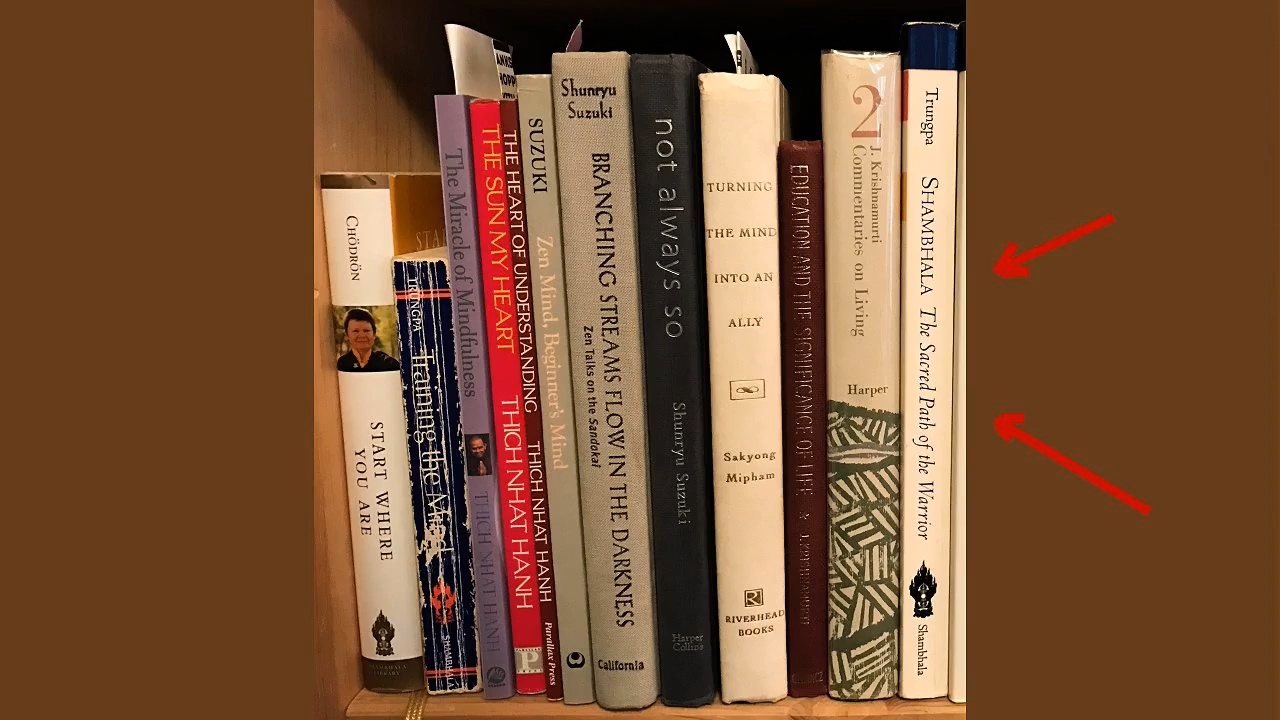 CHÖDRÖN
START WHERE
YOU ARE
TRUNGPA
Training the Mind
SHAMBHALA
The Miracle of Mindfulness
THICH NHAT HANH
THE SUN MY HEART
THICH NHAT HANH
P
THE HEART OF UNDERSTANDING
THICH NHAT HANH
Parallax Press
SUZUKI
Zen Mind, Beginner's Mind
Shunryu
Suzuki
BRANCHING STREAMS FLOW IN THE DARKNESS
Zen Talks on the Sandokai
California
not always so
Shunryu Suzuki
Harper
Collins
TURNING
THE MIND
INTO AN
ALLY
Sakyong
Mipham
R
RIVERHEAD
BOOKS
EDUCATION AND THE SIGNIFICANCE OF LIFE
J. KRISHNAMURTI
2
J. Krishnamurti
Commentaries on Living
Harper
Trungpa
SHAMBHALA The Sacred Path of the Warrior
Shambhala